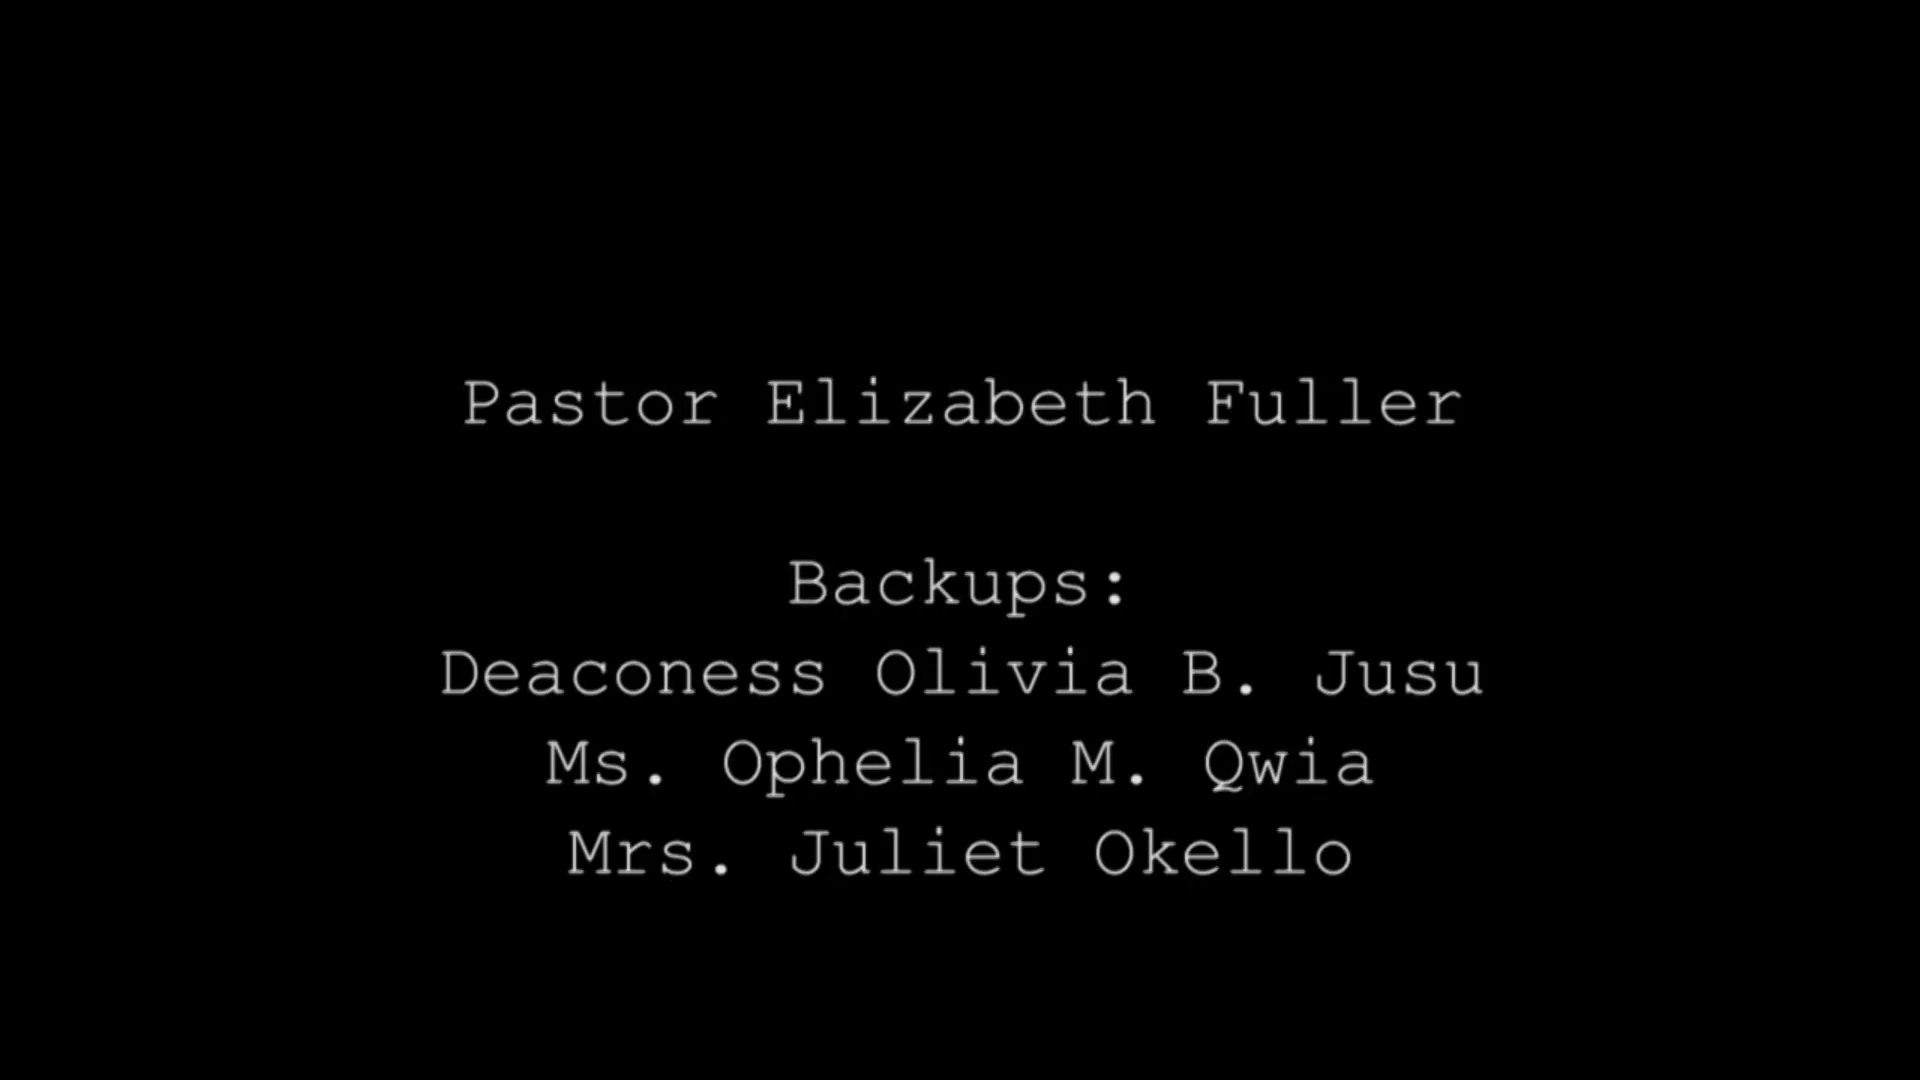 Pastor Elizabeth Fuller
Backups:
Deaconess Olivia B. Jusu
Ms. Ophelia M. Qwia
Mrs. Juliet Okello